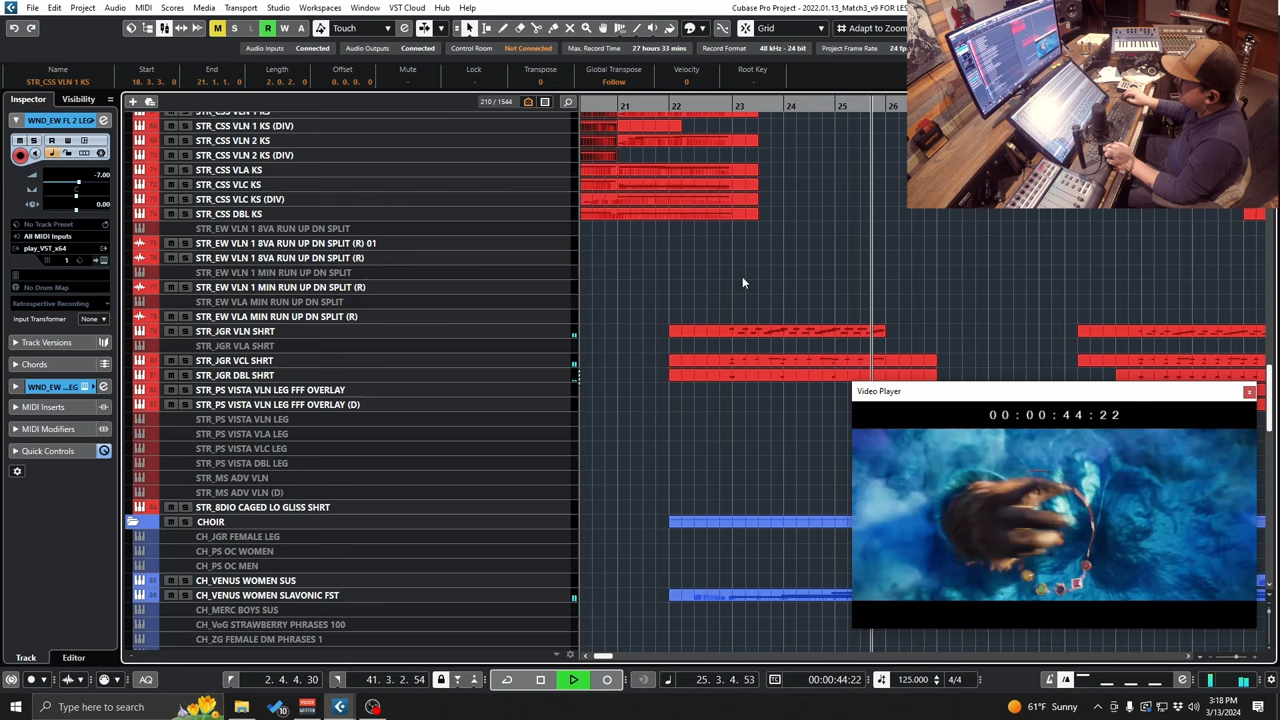 File Edit Project Audio MIDI Scores Media Transport Studio Workspaces Window VST Cloud Hub Help
Cubase Pro Project - 2022.01.13_Match3_v9 FOR LES
M S L R W A Touch Grid Adapt to Zoom
Audio Inputs Connected Audio Outputs Connected Control Room Not Connected Max. Record Time 27 hours 33 mins Record Format 48 kHz - 24 bit Project Frame Rate 24 fp
Name Start End Length Offset Mute Lock Transpose Global Transpose Velocity Root Key
STR_CSS VLN 1 KS 18. 3. 3. 0 21. 1. 1. 0 2. 0. 2. 0 0. 0. 0. 0 0 Follow 0
Inspector Visibility 210 / 1544 21 22 23 24 25 26
WND_EW FL 2 LEG
-7.00
0.00
No Track Preset
All MIDI Inputs
play_VST_x64
1
No Drum Map
Retrospective Recording
Input Transformer None
Track Versions
Chords
WND_EW ...EG
MIDI Inserts
MIDI Modifiers
Quick Controls
STR_CSS VLN 1 KS (DIV)
STR_CSS VLN 2 KS
STR_CSS VLN 2 KS (DIV)
STR_CSS VLA KS
STR_CSS VLC KS
STR_CSS VLC KS (DIV)
STR_CSS DBL KS
STR_EW VLN 1 8VA RUN UP DN SPLIT
STR_EW VLN 1 8VA RUN UP DN SPLIT (R) 01
STR_EW VLN 1 8VA RUN UP DN SPLIT (R)
STR_EW VLN 1 MIN RUN UP DN SPLIT
STR_EW VLN 1 MIN RUN UP DN SPLIT (R)
STR_EW VLA MIN RUN UP DN SPLIT
STR_EW VLA MIN RUN UP DN SPLIT (R)
STR_JGR VLN SHRT
STR_JGR VLA SHRT
STR_JGR VCL SHRT
STR_JGR DBL SHRT
STR_PS VISTA VLN LEG FFF OVERLAY
STR_PS VISTA VLN LEG FFF OVERLAY (D)
STR_PS VISTA VLN LEG
STR_PS VISTA VLA LEG
STR_PS VISTA VLC LEG
STR_PS VISTA DBL LEG
STR_MS ADV VLN
STR_MS ADV VLN (D)
STR_8DIO CAGED LO GLISS SHRT
CHOIR
CH_JGR FEMALE LEG
CH_PS OC WOMEN
CH_PS OC MEN
CH_VENUS WOMEN SUS
CH_VENUS WOMEN SLAVONIC FST
CH_MERC BOYS SUS
CH_VoG STRAWBERRY PHRASES 100
CH_ZG FEMALE DM PHRASES 1
Video Player
00:00:44:22
Track Editor
AQ 2. 4. 4. 30 41. 3. 2. 54 25. 3. 4. 53 00:00:44:22 125.000 4/4
Type here to search 10 61°F Sunny 3:18 PM
3/13/2024